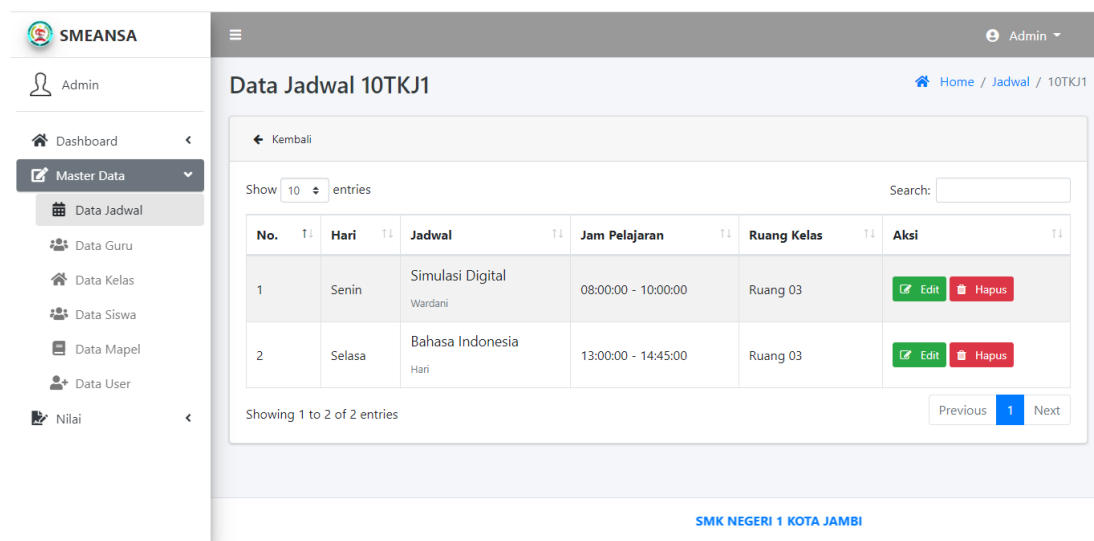 SMEANSA
Admin
Admin
Data Jadwal 10TKJ1
Home / Jadwal / 10TKJ1
Dashboard
Master Data
Data Jadwal
Data Guru
Data Kelas
Data Siswa
Data Mapel
Data User
Nilai
Kembali
Show 10 entries
Search:
No. Hari Jadwal Jam Pelajaran Ruang Kelas Aksi
1 Senin Simulasi Digital 08:00:00 - 10:00:00 Ruang 03 Edit Hapus
Wardani
2 Selasa Bahasa Indonesia 13:00:00 - 14:45:00 Ruang 03 Edit Hapus
Hari
Showing 1 to 2 of 2 entries
Previous 1 Next
SMK NEGERI 1 KOTA JAMBI